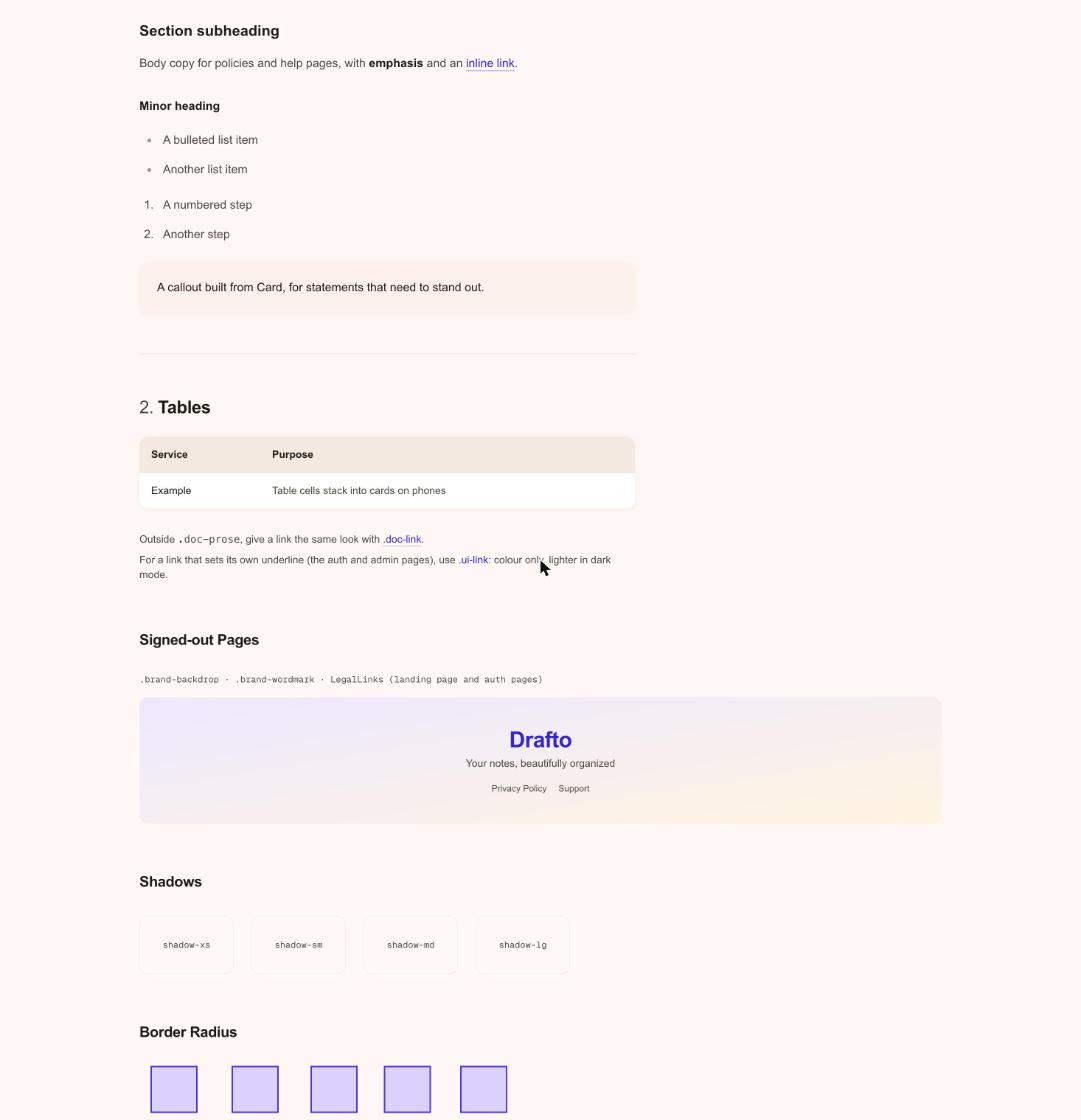 Section subheading
Body copy for policies and help pages, with emphasis and an inline link.
Minor heading
• A bulleted list item
• Another list item
1. A numbered step
2. Another step
A callout built from Card, for statements that need to stand out.
2. Tables
Service Purpose
Example Table cells stack into cards on phones
Outside .doc-prose, give a link the same look with .doc-link.
For a link that sets its own underline (the auth and admin pages), use .ui-link: colour only, lighter in dark
mode.
Signed-out Pages
.brand-backdrop · .brand-wordmark · LegalLinks (landing page and auth pages)
Drafto
Your notes, beautifully organized
Privacy Policy Support
Shadows
shadow-xs shadow-sm shadow-md shadow-lg
Border Radius